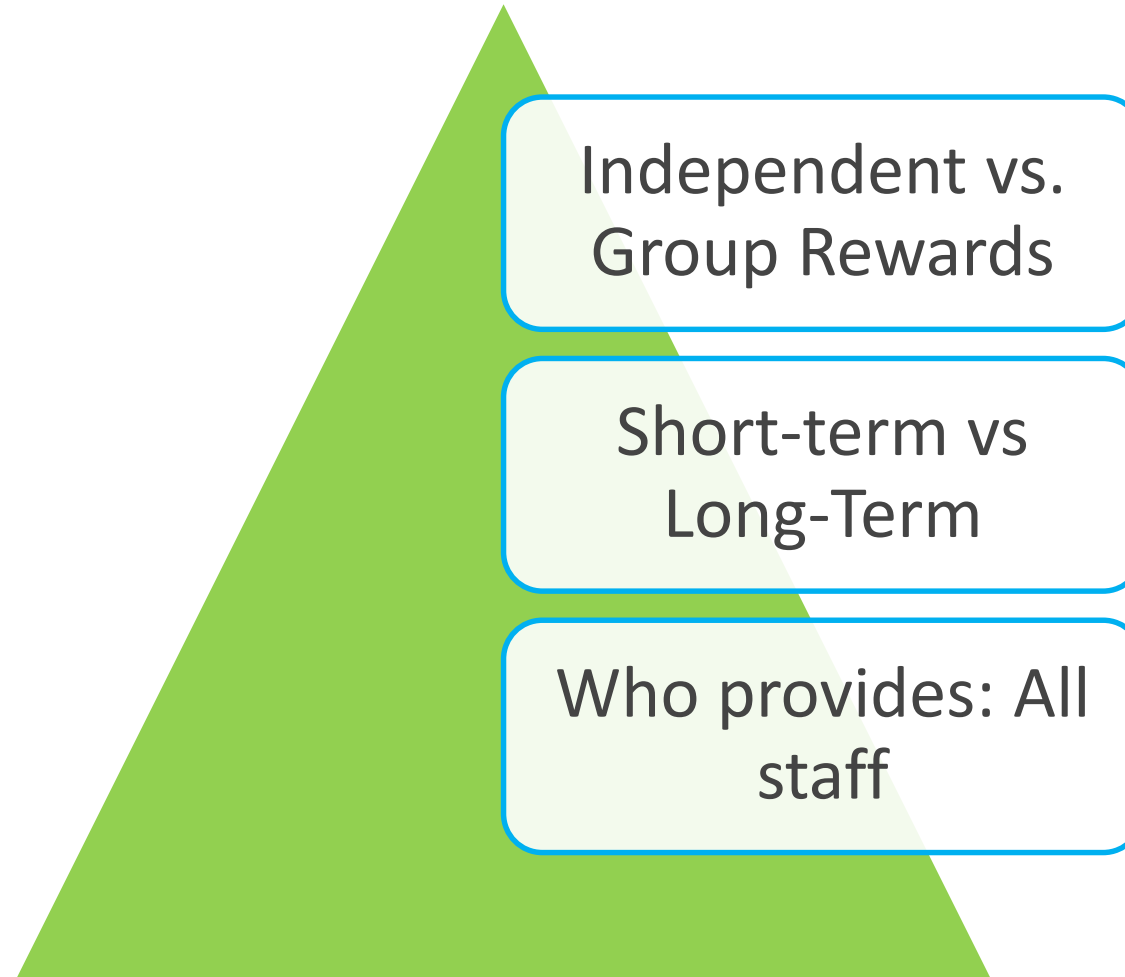 Independent vs.
Group Rewards
Short-term vs
Long-Term
Who provides: All
staff